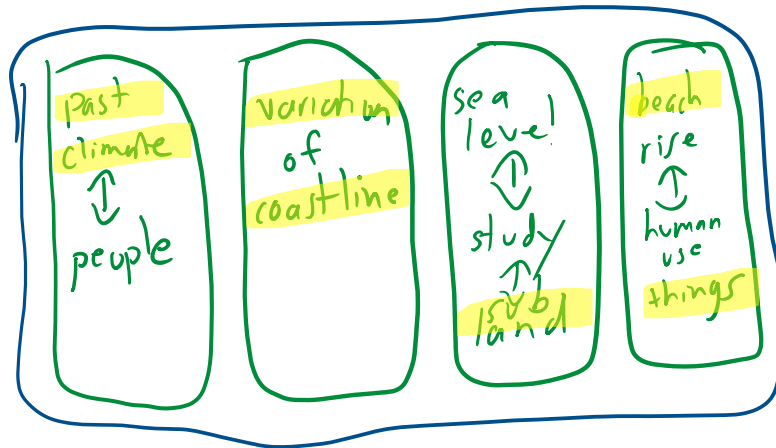 past
climate
people
variation
of
coastline
sea
level
study
sub
land
beach
rise
human
use
things